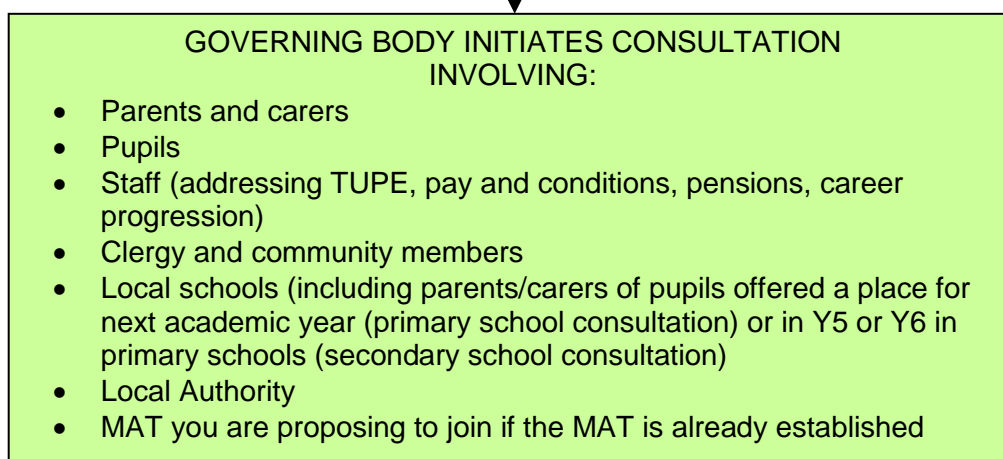 GOVERNING BODY INITIATES CONSULTATION
INVOLVING:
• Parents and carers
• Pupils
• Staff (addressing TUPE, pay and conditions, pensions, career
progression)
• Clergy and community members
• Local schools (including parents/carers of pupils offered a place for
next academic year (primary school consultation) or in Y5 or Y6 in
primary schools (secondary school consultation)
• Local Authority
• MAT you are proposing to join if the MAT is already established